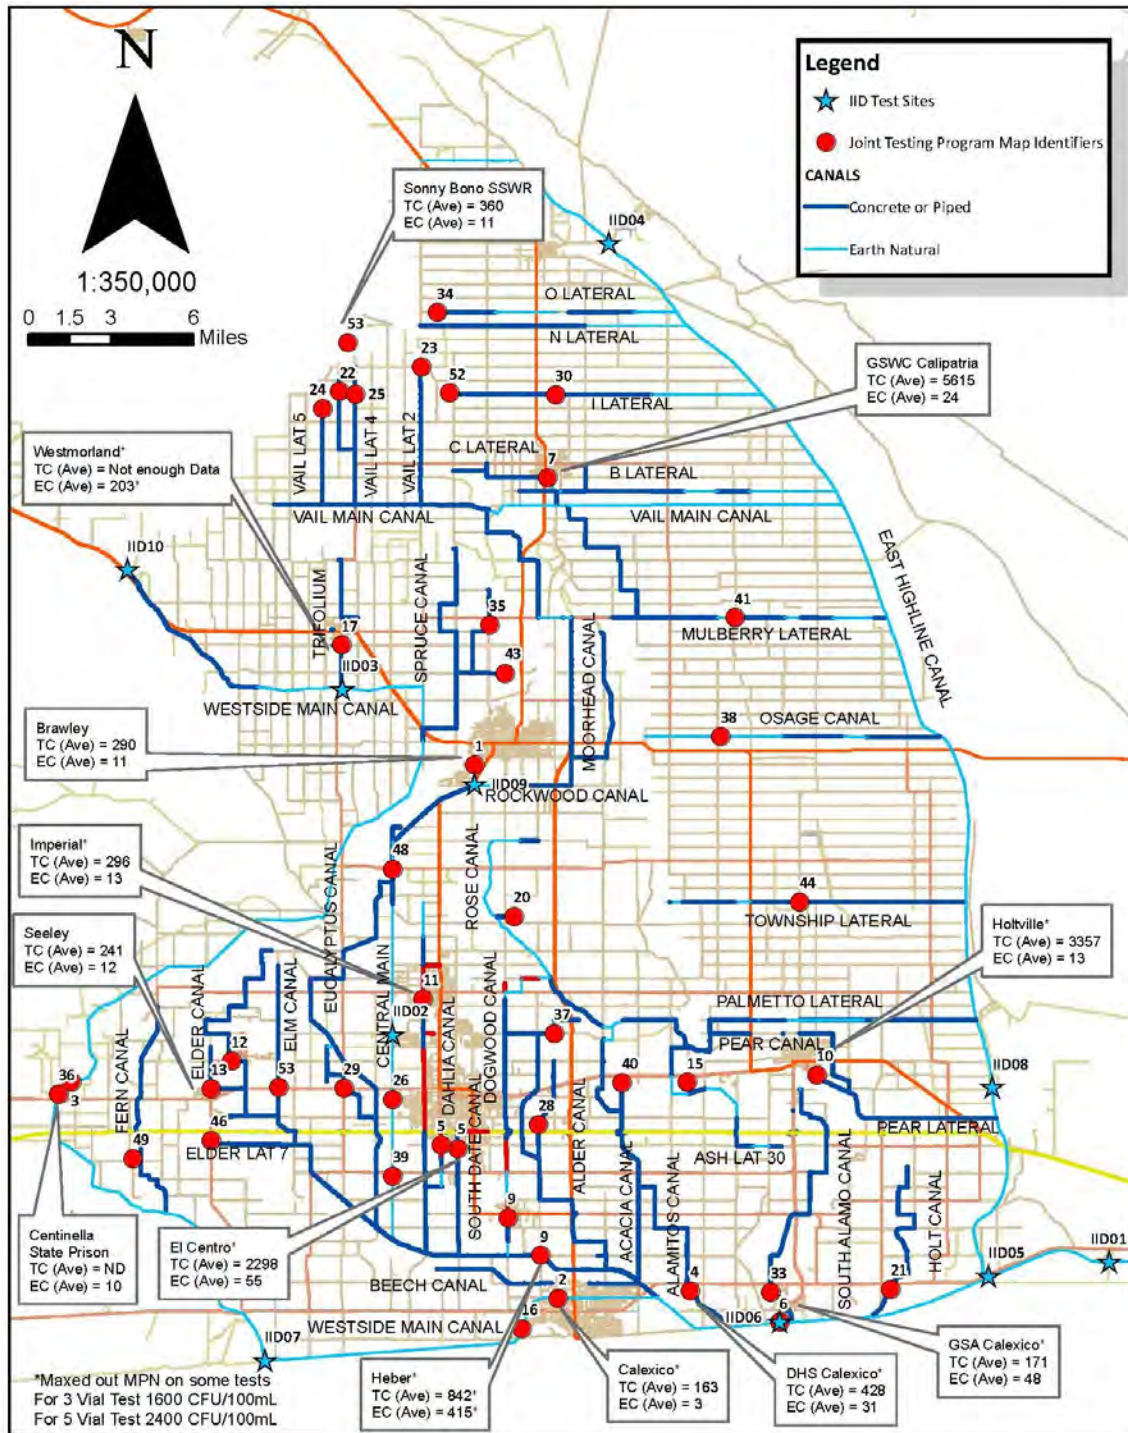 N
1:350,000
0 1.5 3 6
Miles
Legend
IID Test Sites
Joint Testing Program Map Identifiers
CANALS
Concrete or Piped
Earth Natural
Sonny Bono SSWR
TC (Ave) = 360
EC (Ave) = 11
IID04
34
O LATERAL
N LATERAL
53
23
GSWC Calipatria
TC (Ave) = 5615
EC (Ave) = 24
24
22
25
52
30
I LATERAL
VAIL LAT 5
VAIL LAT 4
VAIL LAT 2
C LATERAL
7
B LATERAL
Westmorland*
TC (Ave) = Not enough Data
EC (Ave) = 203*
VAIL MAIN CANAL
VAIL MAIN CANAL
IID10
EAST HIGHLINE CANAL
TRIFOLIUM
SPRUCE CANAL
35
41
MULBERRY LATERAL
17
IID03
43
MOORHEAD CANAL
WESTSIDE MAIN CANAL
38
OSAGE CANAL
Brawley
TC (Ave) = 290
EC (Ave) = 11
1
IID09
ROCKWOOD CANAL
Imperial*
TC (Ave) = 296
EC (Ave) = 13
48
EUCALYPTUS CANAL
ROSE CANAL
20
44
TOWNSHIP LATERAL
Holtville*
TC (Ave) = 3357
EC (Ave) = 13
Seeley
TC (Ave) = 241
EC (Ave) = 12
11
IID02
CENTRAL MAIN
PALMETTO LATERAL
PEAR CANAL
ELDER CANAL
ELM CANAL
DAHLIA CANAL
DOGWOOD CANAL
37
12
13
53
29
26
40
15
10
IID08
36
3
FERN CANAL
46
ELDER LAT 7
49
28
5
5
SOUTH DATE CANAL
ALDER CANAL
ACACIA CANAL
ASH LAT 30
PEAR LATERAL
39
ALAMITOS CANAL
SOUTH ALAMO CANAL
HOLT CANAL
Centinella
State Prison
TC (Ave) = ND
EC (Ave) = 10
El Centro*
TC (Ave) = 2298
EC (Ave) = 55
9
9
BEECH CANAL
2
4
33
6
21
IID05
IID01
IID06
16
WESTSIDE MAIN CANAL
IID07
Heber*
TC (Ave) = 842*
EC (Ave) = 415*
Calexico*
TC (Ave) = 163
EC (Ave) = 3
DHS Calexico*
TC (Ave) = 428
EC (Ave) = 31
GSA Calexico*
TC (Ave) = 171
EC (Ave) = 48
*Maxed out MPN on some tests
For 3 Vial Test 1600 CFU/100mL
For 5 Vial Test 2400 CFU/100mL